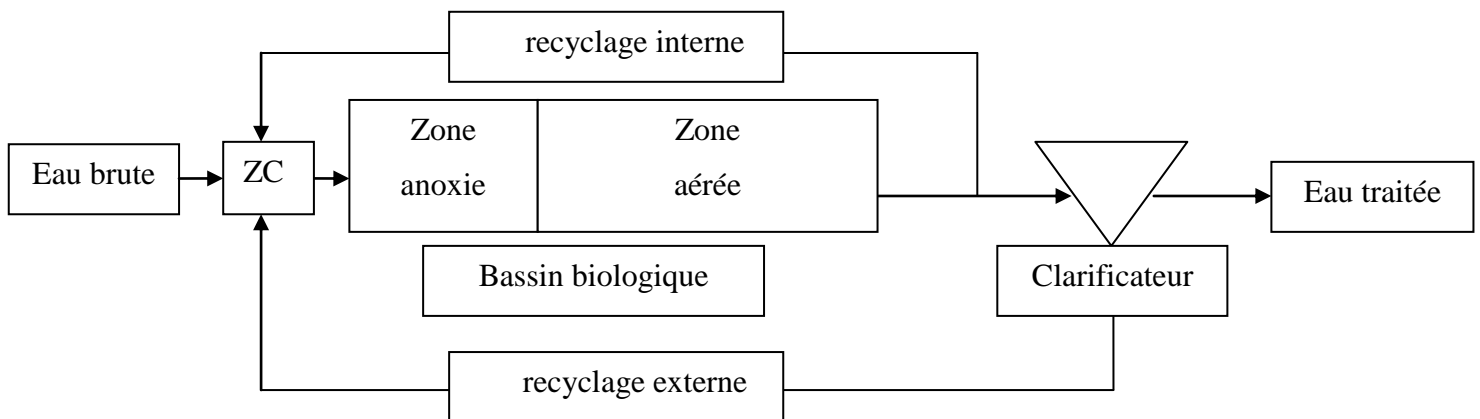 recyclage interne
Eau brute
ZC
Zone
anoxie
Zone
aérée
Eau traitée
Bassin biologique
Clarificateur
recyclage externe